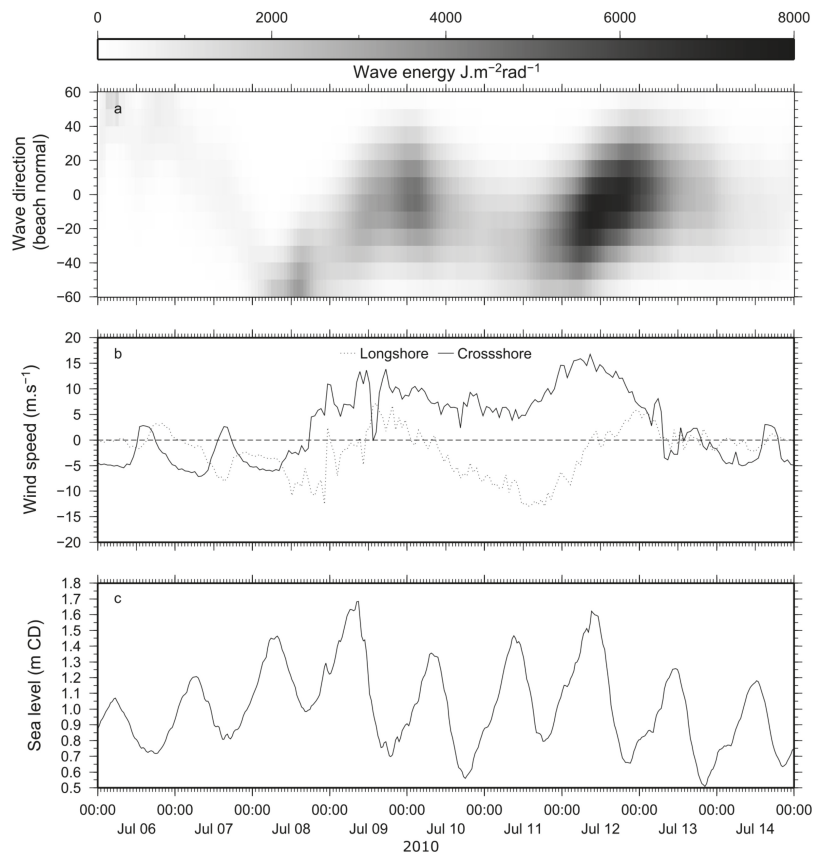 0 2000 4000 6000 8000
Wave energy J.m−2rad−1
a
60
40
20
0
−20
−40
−60
Wave direction
(beach normal)
b
Longshore Crossshore
20
15
10
5
0
−5
−10
−15
−20
Wind speed (m.s−1)
c
1.8
1.7
1.6
1.5
1.4
1.3
1.2
1.1
1.0
0.9
0.8
0.7
0.6
0.5
Sea level (m CD)
00:00 00:00 00:00 00:00 00:00 00:00 00:00 00:00 00:00 00:00
Jul 06 Jul 07 Jul 08 Jul 09 Jul 10 Jul 11 Jul 12 Jul 13 Jul 14
2010